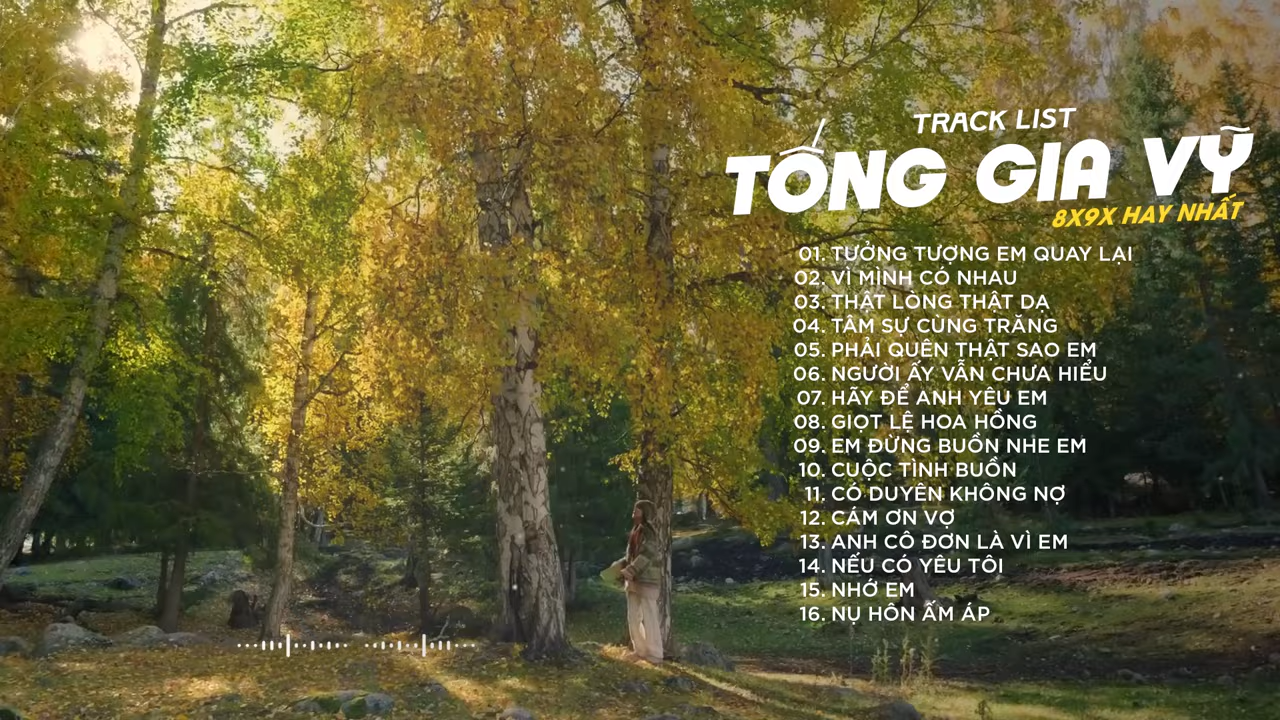 TRACK LIST
TỐNG GIA VỸ
8X9X HAY NHẤT
01. TƯỞNG TƯỢNG EM QUAY LẠI
02. VÌ MÌNH CÓ NHAU
03. THẬT LÒNG THẬT DẠ
04. TÂM SỰ CÙNG TRĂNG
05. PHẢI QUÊN THẬT SAO EM
06. NGƯỜI ẤY VẪN CHƯA HIỂU
07. HÃY ĐỂ ANH YÊU EM
08. GIỌT LỆ HOA HỒNG
09. EM ĐỪNG BUỒN NHE EM
10. CUỘC TÌNH BUỒN
11. CÓ DUYÊN KHÔNG NỢ
12. CÁM ƠN VỢ
13. ANH CÔ ĐƠN LÀ VÌ EM
14. NẾU CÓ YÊU TÔI
15. NHỚ EM
16. NỤ HÔN ẤM ÁP